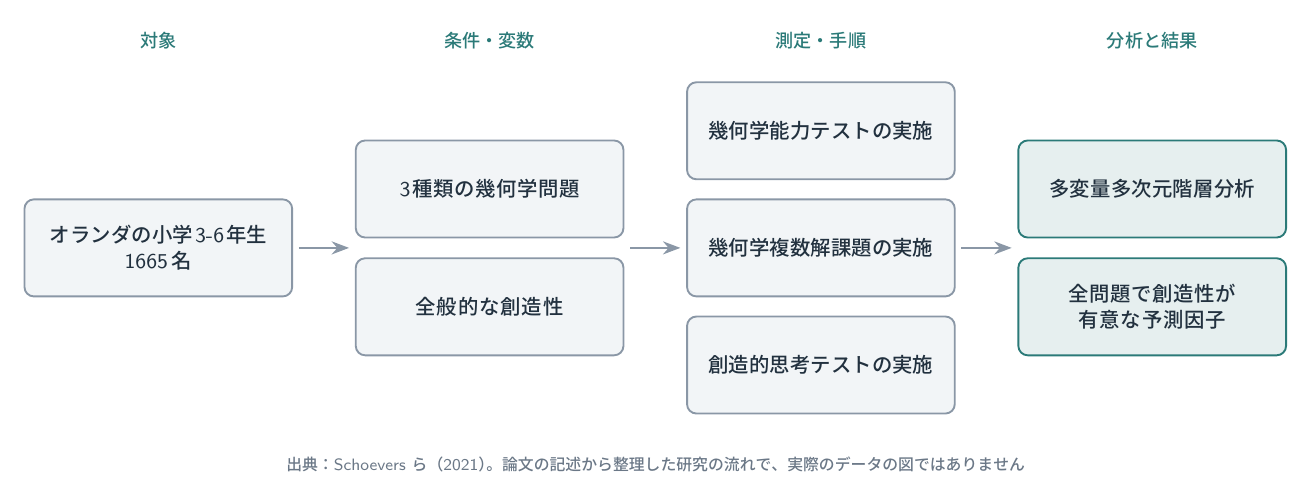 対象
条件・変数
測定・手順
分析と結果
オランダの小学3-6年生
1665名
3種類の幾何学問題
全般的な創造性
幾何学能力テストの実施
幾何学複数解課題の実施
創造的思考テストの実施
多変量多次元階層分析
全問題で創造性が
有意な予測因子
出典：Schoevers ら（2021）。論文の記述から整理した研究の流れで、実際のデータの図ではありません